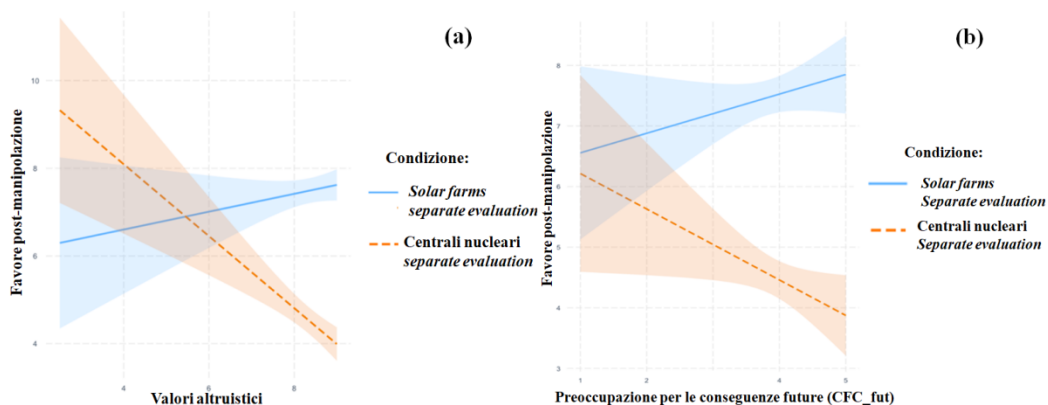 (a)
Favore post-manipolazione
10
8
6
4
4
8
Valori altruistici
Condizione:
Solar farms
separate evaluation
Centrali nucleari
separate evaluation
(b)
Favore post-manipolazione
8
7
6
5
4
3
1
2
4
5
Preoccupazione per le conseguenze future (CFC_fut)
Condizione:
Solar farms
Separate evaluation
Centrali nucleari
Separate evaluation